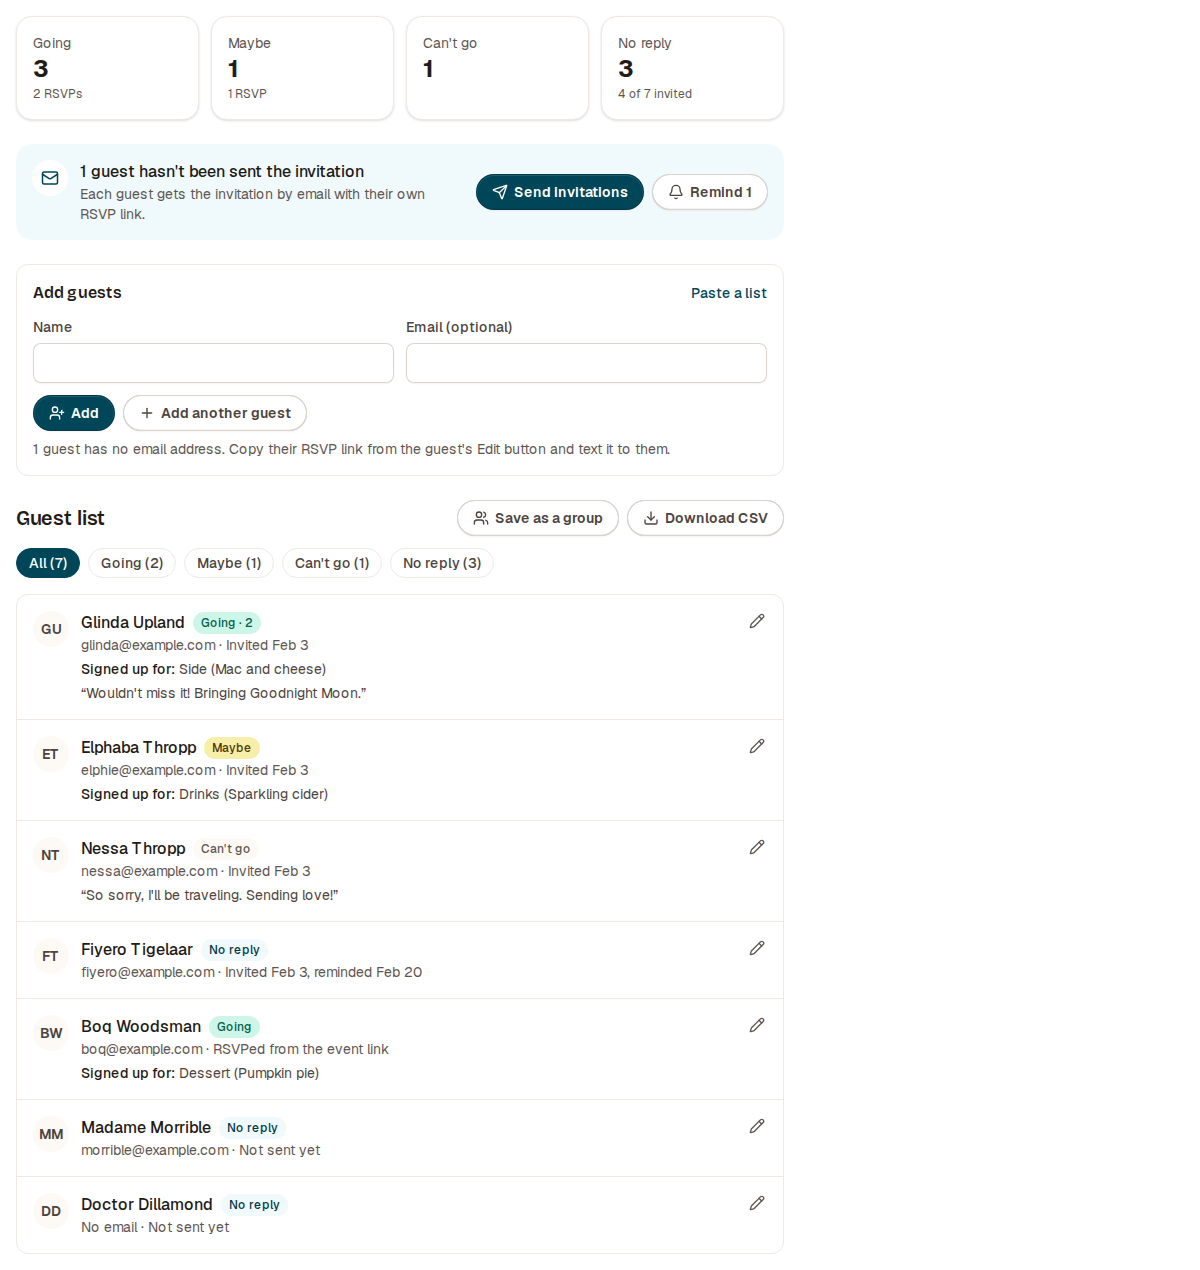 Going
3
2 RSVPs
Maybe
1
1 RSVP
Can't go
1
No reply
3
4 of 7 invited
1 guest hasn't been sent the invitation
Each guest gets the invitation by email with their own
RSVP link.
Send invitations
Remind 1
Add guests
Paste a list
Name
Email (optional)
Add
Add another guest
1 guest has no email address. Copy their RSVP link from the guest's Edit button and text it to them.
Guest list
Save as a group
Download CSV
All (7)
Going (2)
Maybe (1)
Can't go (1)
No reply (3)
GU
Glinda Upland
Going · 2
glinda@example.com · Invited Feb 3
Signed up for: Side (Mac and cheese)
“Wouldn't miss it! Bringing Goodnight Moon.”
ET
Elphaba Thropp
Maybe
elphie@example.com · Invited Feb 3
Signed up for: Drinks (Sparkling cider)
NT
Nessa Thropp
Can't go
nessa@example.com · Invited Feb 3
“So sorry, I'll be traveling. Sending love!”
FT
Fiyero Tigelaar
No reply
fiyero@example.com · Invited Feb 3, reminded Feb 20
BW
Boq Woodsman
Going
boq@example.com · RSVPed from the event link
Signed up for: Dessert (Pumpkin pie)
MM
Madame Morrible
No reply
morrible@example.com · Not sent yet
DD
Doctor Dillamond
No reply
No email · Not sent yet